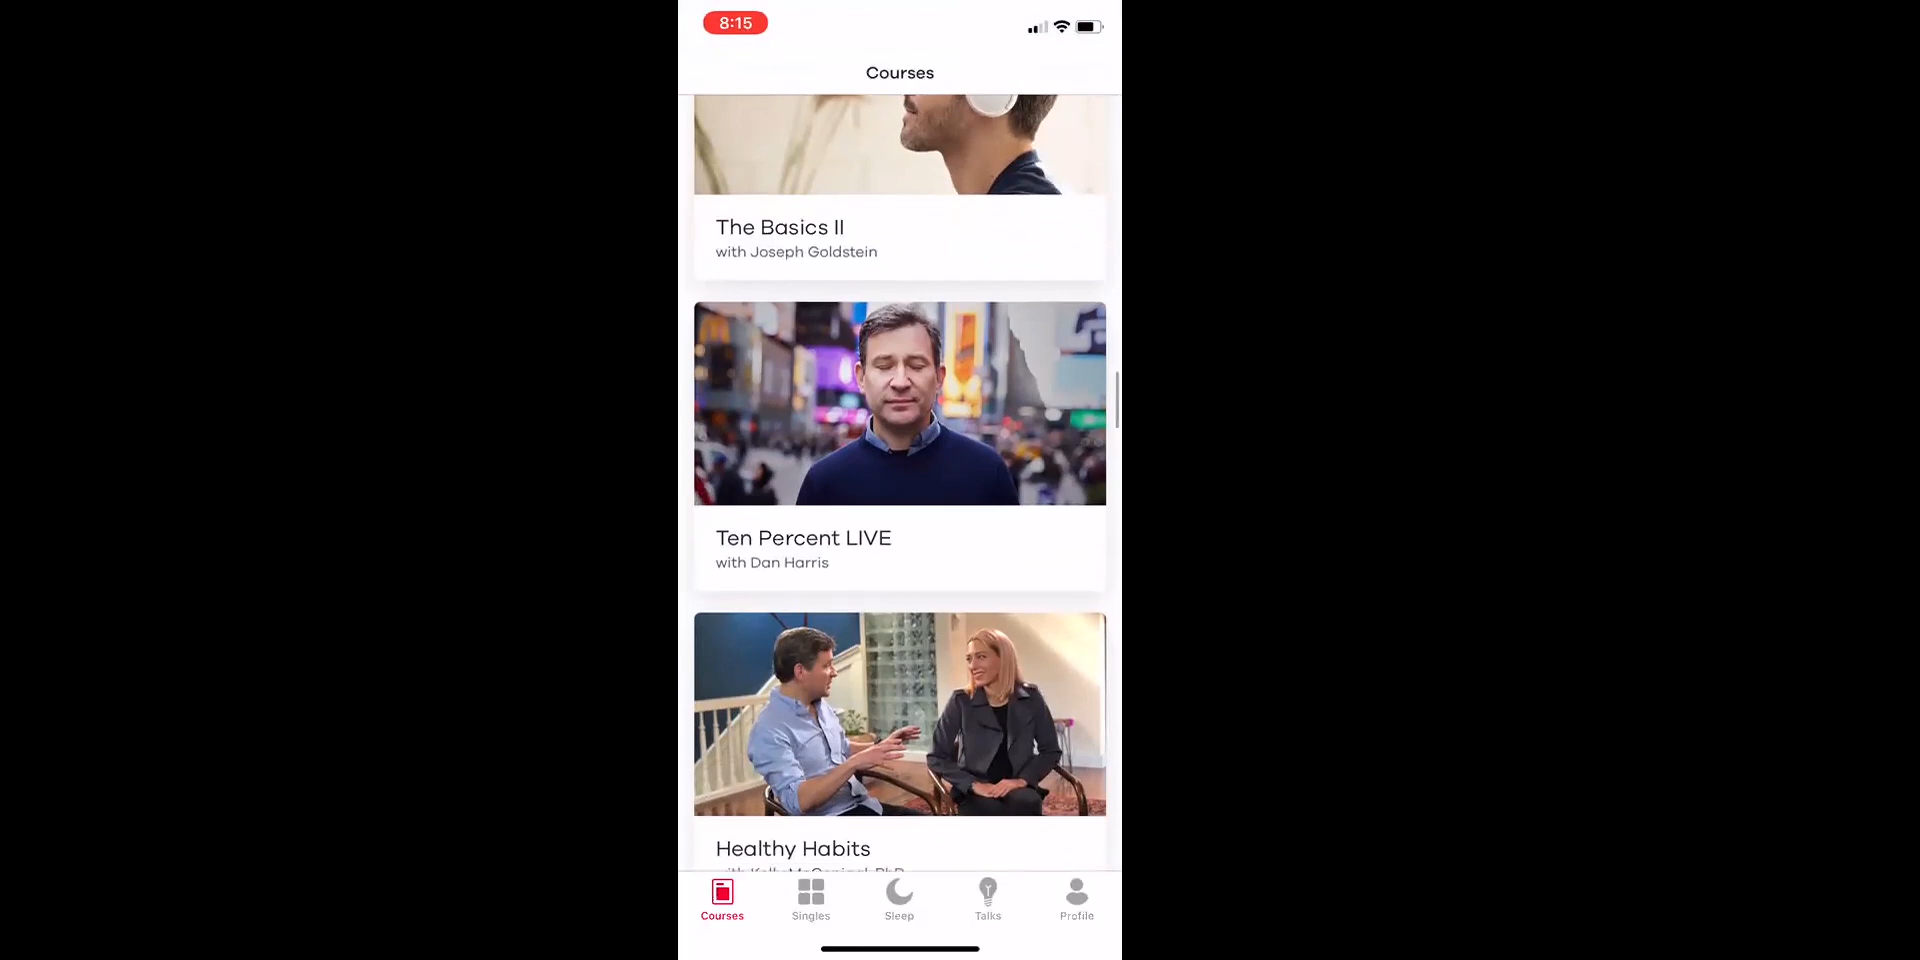 8:15
Courses
The Basics II
with Joseph Goldstein
Ten Percent LIVE
with Dan Harris
Healthy Habits
Courses
Singles
Sleep
Talks
Profile